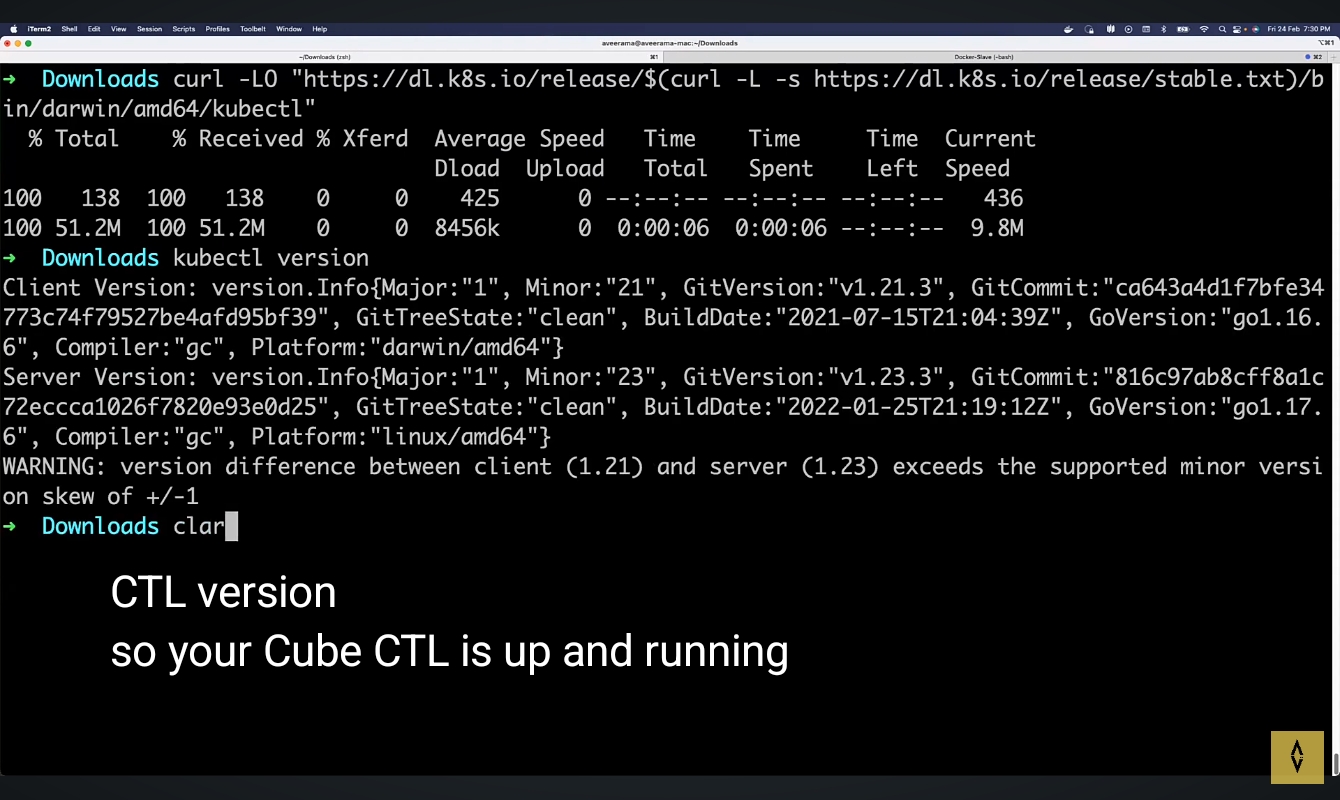 iTerm2 Shell Edit View Session Scripts Profiles Toolbelt Window Help Fri 24 Feb 7:30 PM
aveerama@aveerama-mac:~/Downloads ⌥⌘1
~/Downloads (zsh) ⌘1 Docker-Slave (-bash) ⌘2
➜ Downloads curl -LO "https://dl.k8s.io/release/$(curl -L -s https://dl.k8s.io/release/stable.txt)/b
in/darwin/amd64/kubectl"
% Total % Received % Xferd Average Speed Time Time Time Current
Dload Upload Total Spent Left Speed
100 138 100 138 0 0 425 0 --:--:-- --:--:-- --:--:-- 436
100 51.2M 100 51.2M 0 0 8456k 0 0:00:06 0:00:06 --:--:-- 9.8M
➜ Downloads kubectl version
Client Version: version.Info{Major:"1", Minor:"21", GitVersion:"v1.21.3", GitCommit:"ca643a4d1f7bfe34
773c74f79527be4afd95bf39", GitTreeState:"clean", BuildDate:"2021-07-15T21:04:39Z", GoVersion:"go1.16.
6", Compiler:"gc", Platform:"darwin/amd64"}
Server Version: version.Info{Major:"1", Minor:"23", GitVersion:"v1.23.3", GitCommit:"816c97ab8cff8a1c
72eccca1026f7820e93e0d25", GitTreeState:"clean", BuildDate:"2022-01-25T21:19:12Z", GoVersion:"go1.17.
6", Compiler:"gc", Platform:"linux/amd64"}
WARNING: version difference between client (1.21) and server (1.23) exceeds the supported minor versi
on skew of +/-1
➜ Downloads clar
CTL version
so your Cube CTL is up and running